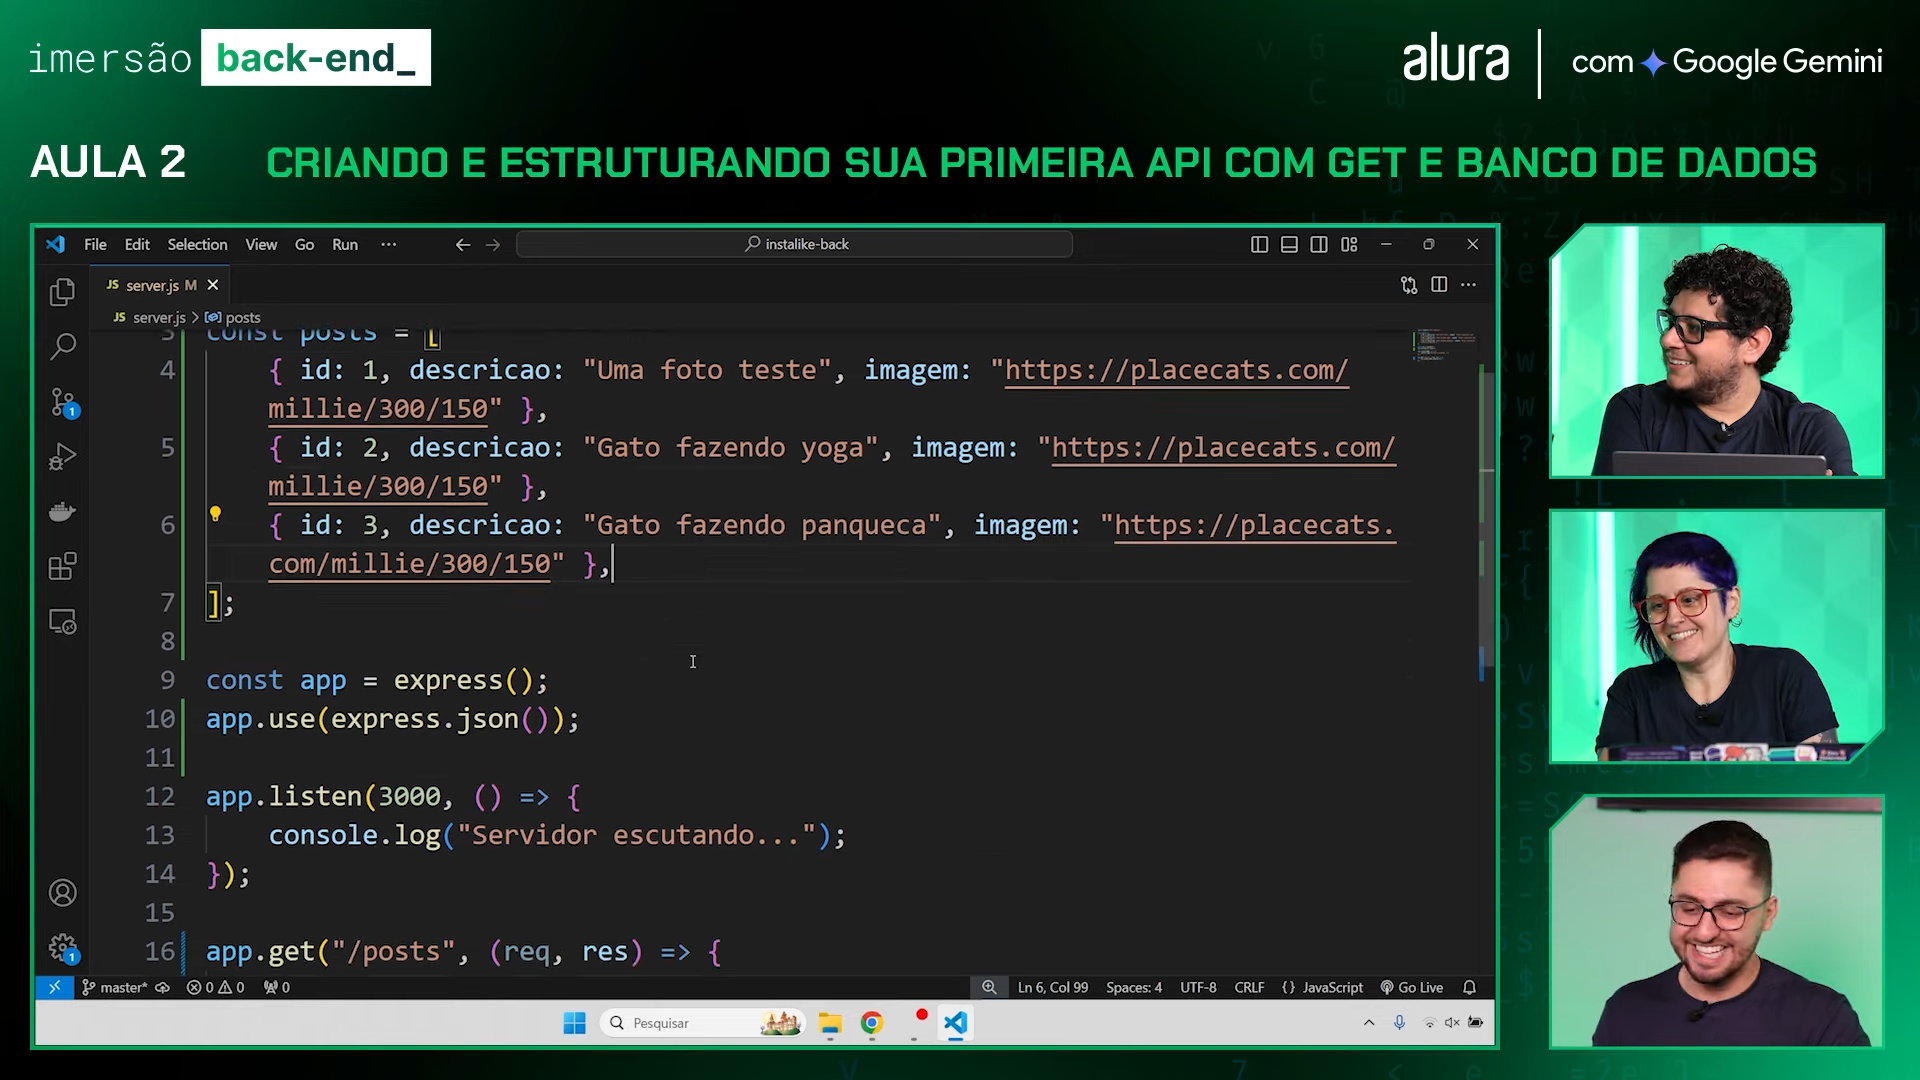 imersão back-end_
alura com Google Gemini
AULA 2 CRIANDO E ESTRUTURANDO SUA PRIMEIRA API COM GET E BANCO DE DADOS
File Edit Selection View Go Run ··· instalike-back
JS server.js M
JS server.js > posts
3 const posts = [
4 { id: 1, descricao: "Uma foto teste", imagem: "https://placecats.com/
millie/300/150" },
5 { id: 2, descricao: "Gato fazendo yoga", imagem: "https://placecats.com/
millie/300/150" },
6 { id: 3, descricao: "Gato fazendo panqueca", imagem: "https://placecats.
com/millie/300/150" },
7 ];
8
9 const app = express();
10 app.use(express.json());
11
12 app.listen(3000, () => {
13 console.log("Servidor escutando...");
14 });
15
16 app.get("/posts", (req, res) => {
master* 0 0 0 Ln 6, Col 99 Spaces: 4 UTF-8 CRLF {} JavaScript Go Live
Pesquisar